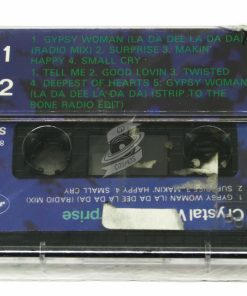 1
1. GYPSY WOMAN (LA DA DEE LA DA DA)
(RADIO MIX) 2. SURPRISE 3. MAKIN'
HAPPY 4. SMALL CRY -
2
1. TELL ME 2. GOOD LOVIN 3. TWISTED
4. DEEPEST OF HEARTS 5. GYPSY WOMAN
(LA DA DEE LA DA DA) (STRIP TO THE
BONE RADIO EDIT)
1. GYPSY WOMAN (LA DA DEE LA DA DA) (RADIO MIX)
2. SURPRISE 3. MAKIN' HAPPY 4. SMALL CRY
Crystal W
rprise